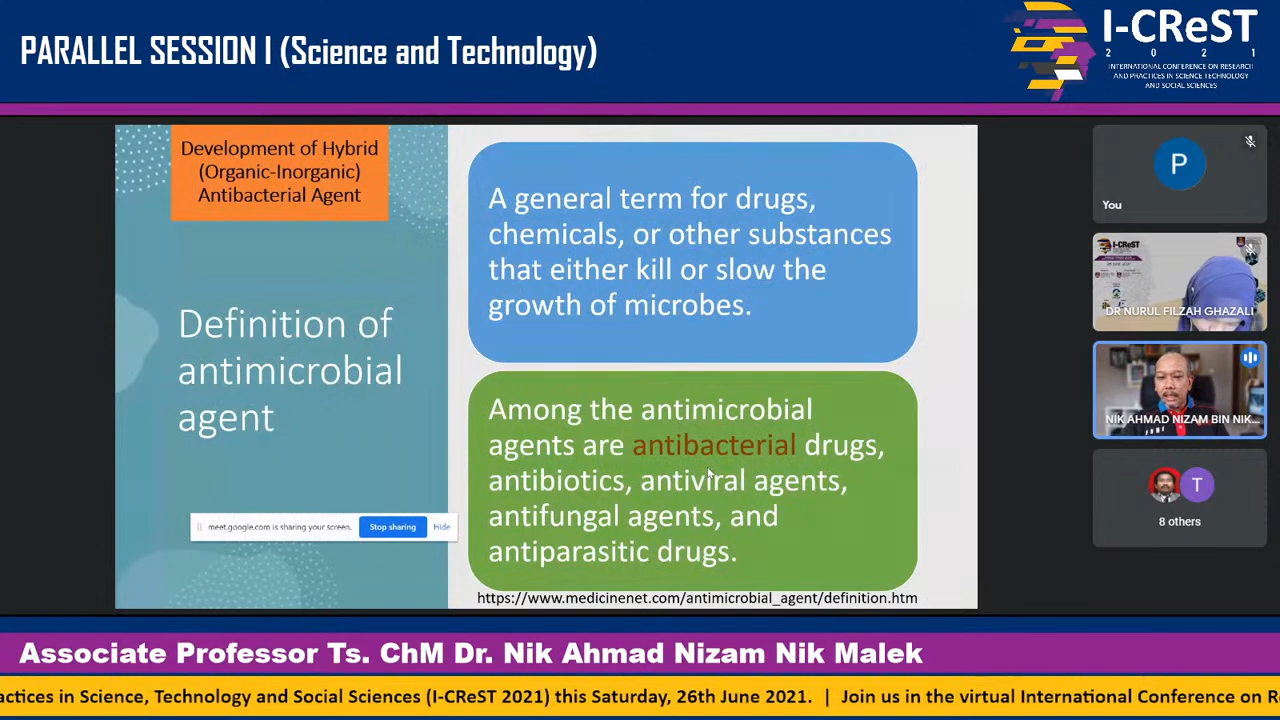 PARALLEL SESSION I (Science and Technology)
I-CReST
2 0 2 1
INTERNATIONAL CONFERENCE ON RESEARCH
AND PRACTICES IN SCIENCE TECHNOLOGY
AND SOCIAL SCIENCES
Development of Hybrid
(Organic-Inorganic)
Antibacterial Agent
Definition of
antimicrobial
agent
meet.google.com is sharing your screen.
Stop sharing
Hide
A general term for drugs,
chemicals, or other substances
that either kill or slow the
growth of microbes.
Among the antimicrobial
agents are antibacterial drugs,
antibiotics, antiviral agents,
antifungal agents, and
antiparasitic drugs.
https://www.medicinenet.com/antimicrobial_agent/definition.htm
P
You
I-CReST
DR NURUL FILZAH GHAZALI
NIK AHMAD NIZAM BIN NIK...
T
8 others
Associate Professor Ts. ChM Dr. Nik Ahmad Nizam Nik Malek
actices in Science, Technology and Social Sciences (I-CReST 2021) this Saturday, 26th June 2021. | Join us in the virtual International Conference on R